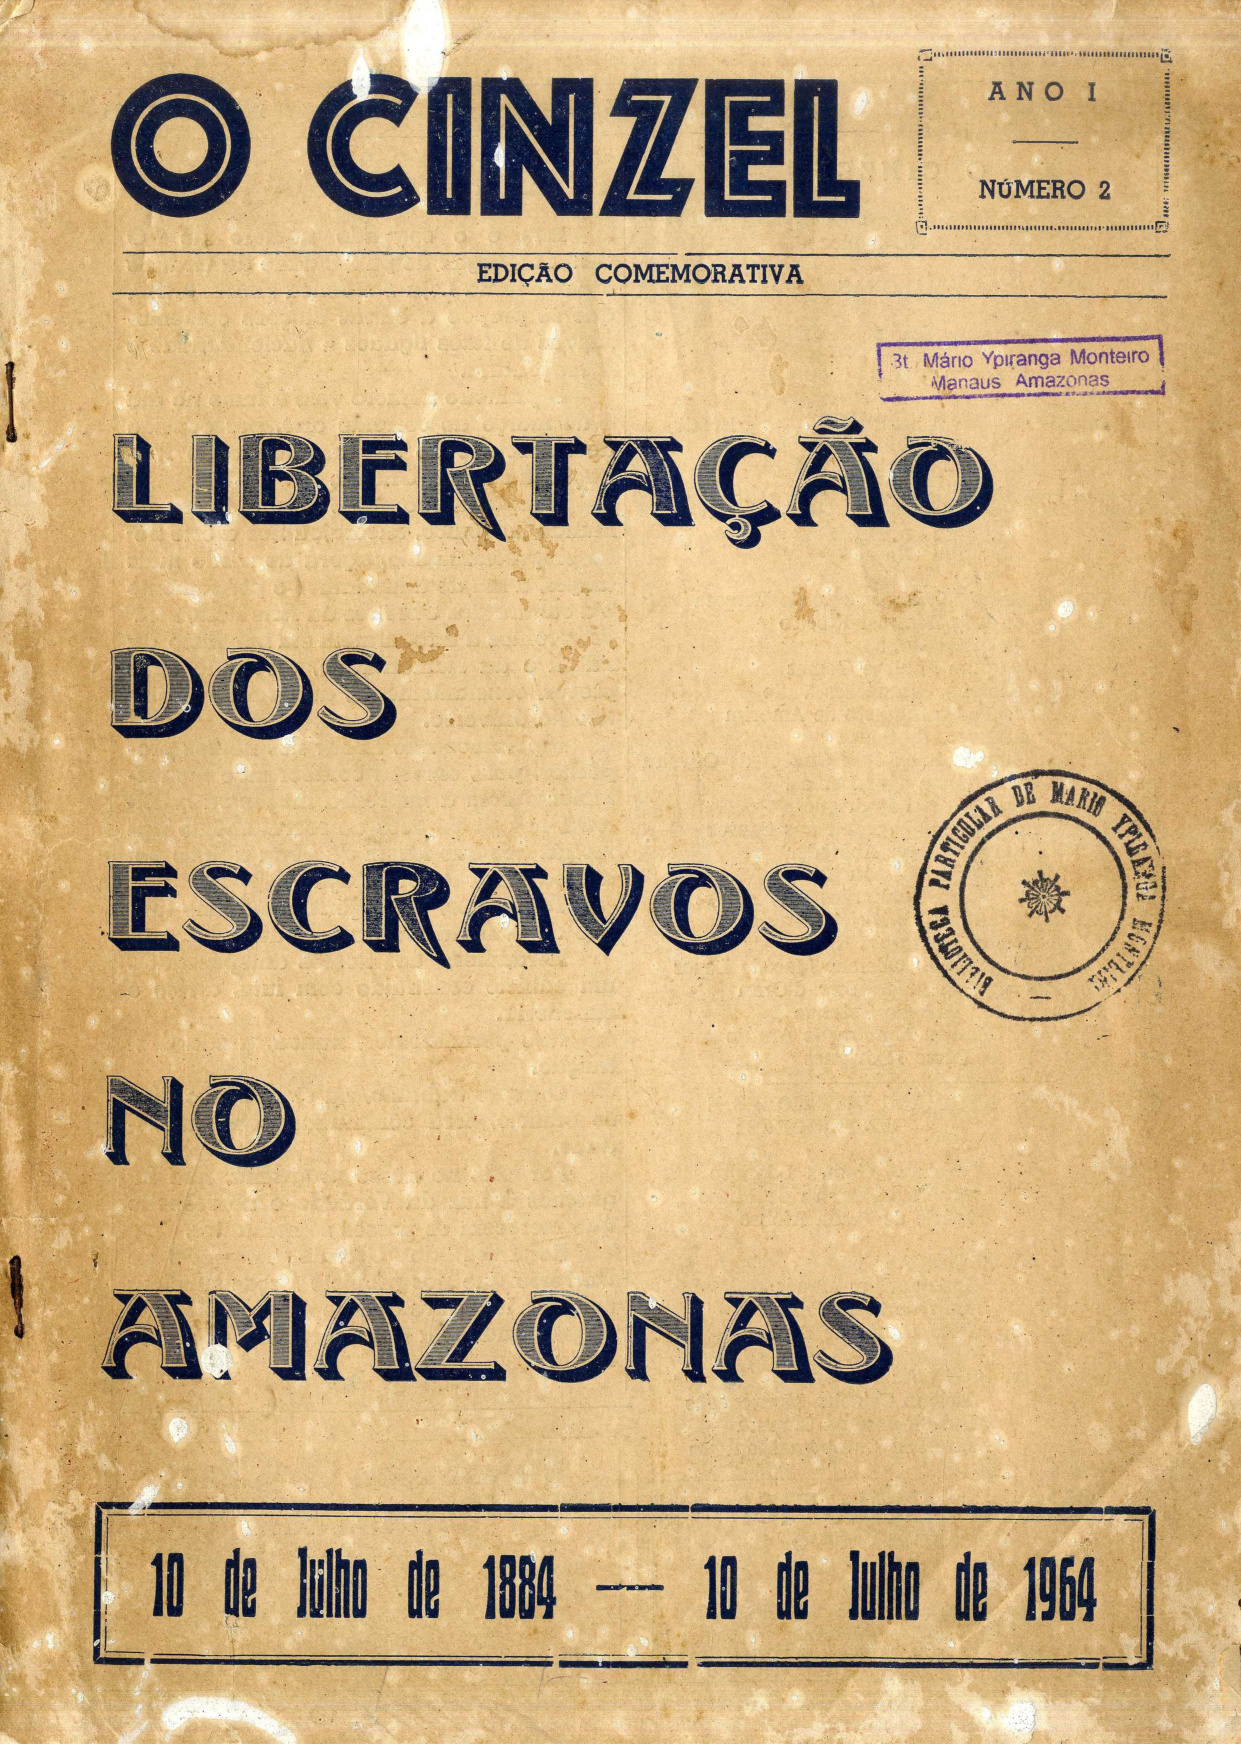 O CINZEL
ANO I
NÚMERO 2
EDIÇÃO COMEMORATIVA
Bt. Mário Ypiranga Monteiro
Manaus Amazonas
LIBERTAÇÃO
DOS
BIBLIOTECA PARTICULAR DE MARIO YPIRANGA MONTEIRO
ESCRAVOS
NO
AMAZONAS
10 de Julho de 1884 — 10 de Julho de 1964